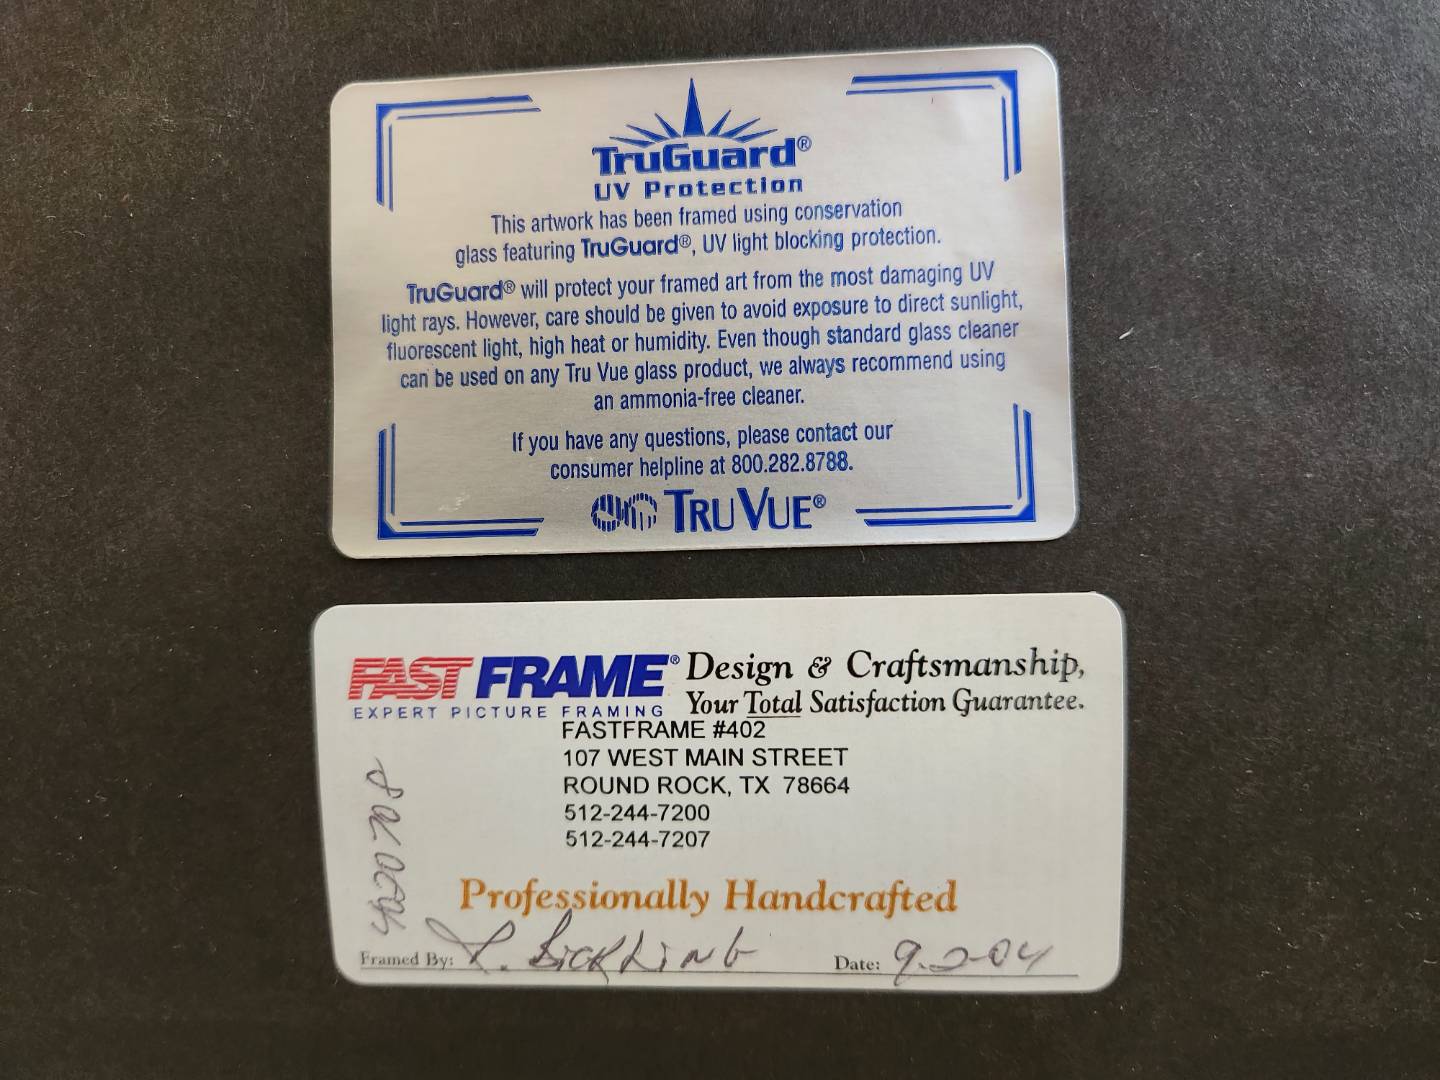 TruGuard®
UV Protection
This artwork has been framed using conservation
glass featuring TruGuard®, UV light blocking protection.
TruGuard® will protect your framed art from the most damaging UV
light rays. However, care should be given to avoid exposure to direct sunlight,
fluorescent light, high heat or humidity. Even though standard glass cleaner
can be used on any Tru Vue glass product, we always recommend using
an ammonia-free cleaner.
If you have any questions, please contact our
consumer helpline at 800.282.8788.
TRU VUE®
FAST FRAME® Design & Craftsmanship,
EXPERT PICTURE FRAMING Your Total Satisfaction Guarantee.
FASTFRAME #402
107 WEST MAIN STREET
ROUND ROCK, TX 78664
512-244-7200
512-244-7207
Professionally Handcrafted
Framed By: Date: 9-2-04